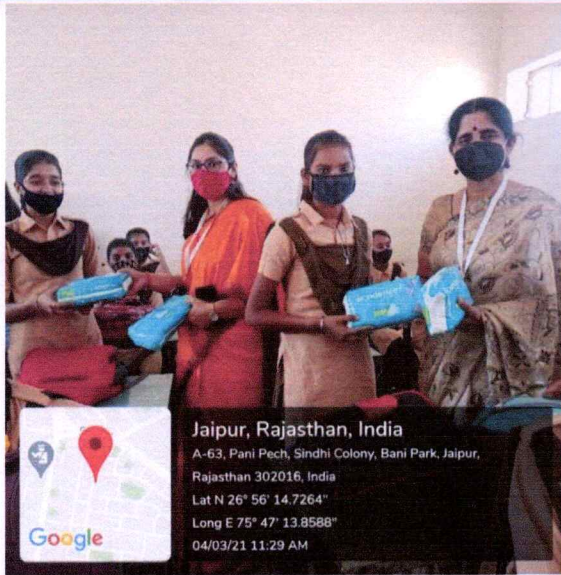 Jaipur, Rajasthan, India
A-63, Pani Pech, Sindhi Colony, Bani Park, Jaipur,
Rajasthan 302016, India
Lat N 26° 56' 14.7264"
Long E 75° 47' 13.8588"
04/03/21 11:29 AM
Google